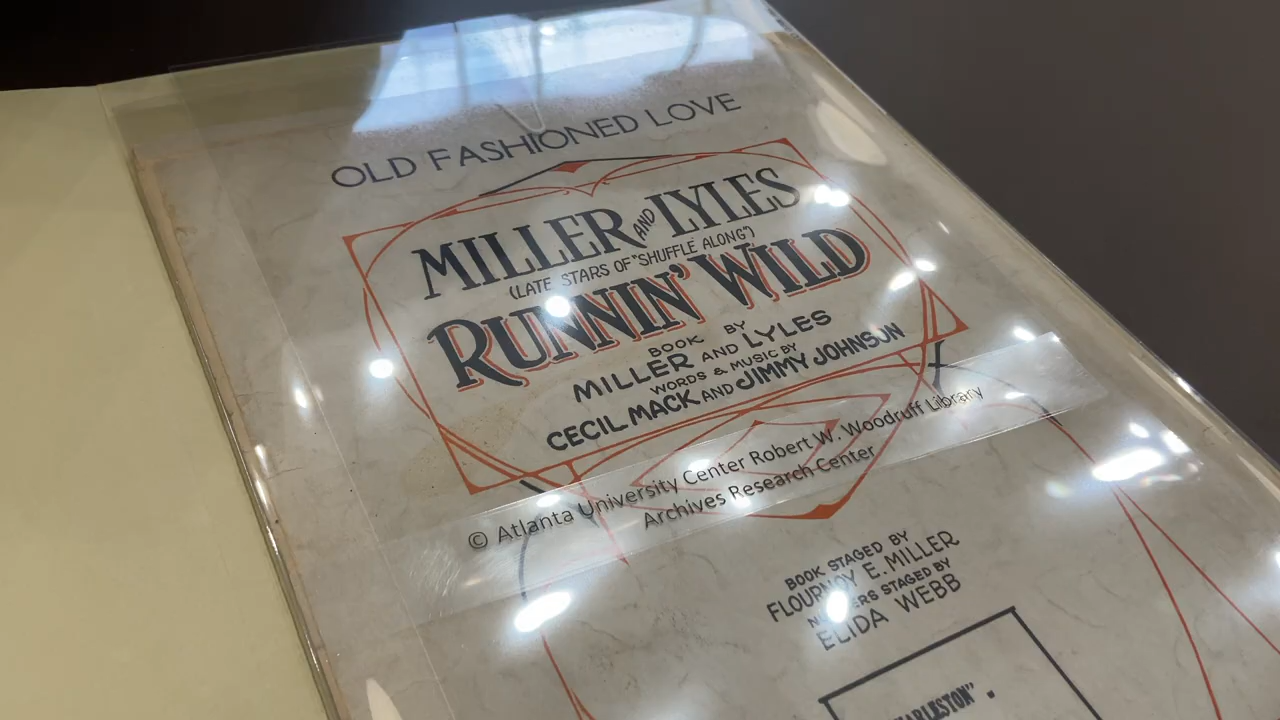 OLD FASHIONED LOVE
MILLER AND LYLES
(LATE STARS OF "SHUFFLE ALONG")
RUNNIN' WILD
BOOK BY
MILLER AND LYLES
WORDS & MUSIC BY
CECIL MACK AND JIMMY JOHNSON
© Atlanta University Center Robert W. Woodruff Library
Archives Research Center
BOOK STAGED BY
FLOURNOY E. MILLER
STAGED BY
ELIDA WEBB